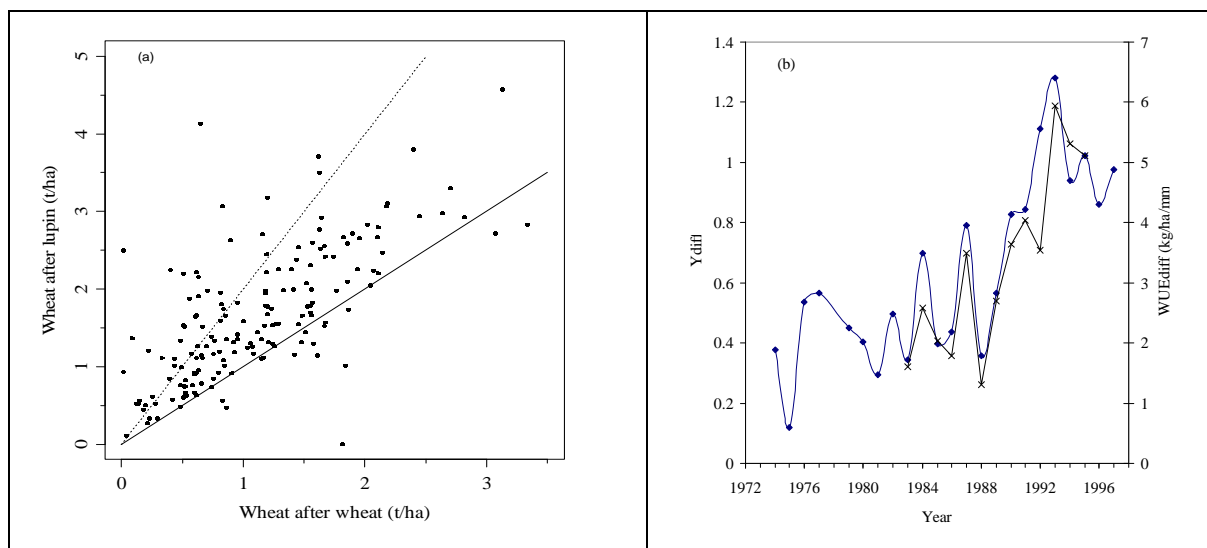 (a)
5
4
3
2
1
0
Wheat after lupin (t/ha)
0 1 2 3
Wheat after wheat (t/ha)
(b)
1.4
1.2
1
0.8
0.6
0.4
0.2
0
Ydifl
7
6
5
4
3
2
1
0
WUEdiff (kg/ha/mm)
1972 1976 1980 1984 1988 1992 1996
Year